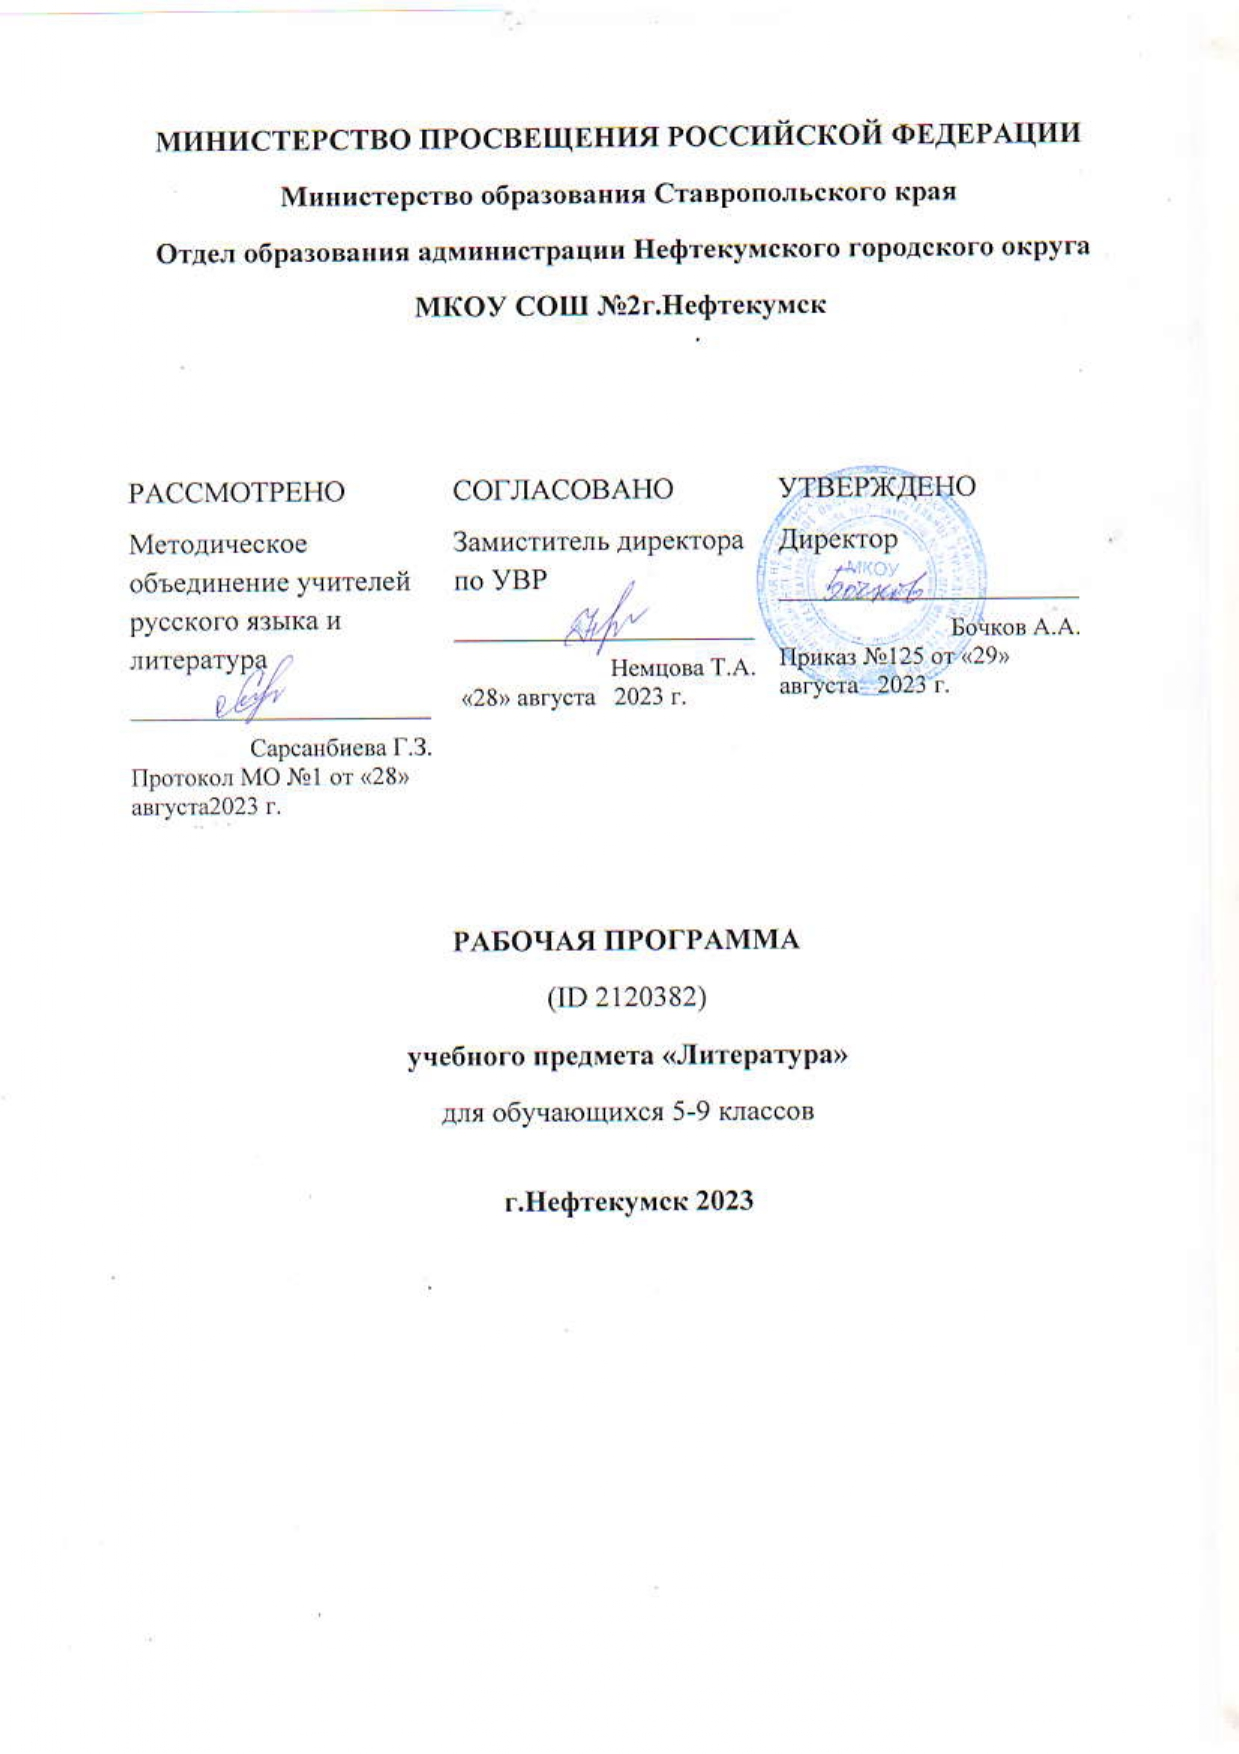 МИНИСТЕРСТВО ПРОСВЕЩЕНИЯ РОССИЙСКОЙ ФЕДЕРАЦИИ
Министерство образования Ставропольского края
Отдел образования администрации Нефтекумского городского округа
МКОУ СОШ №2г.Нефтекумск
РАССМОТРЕНО
Методическое
объединение учителей
русского языка и
литература
Сарсанбиева Г.З.
Протокол МО №1 от «28»
августа2023 г.
СОГЛАСОВАНО
Замиститель директора
по УВР
Немцова Т.А.
«28» августа 2023 г.
УТВЕРЖДЕНО
Директор
МКОУ
Бочков
Бочков А.А.
Приказ №125 от «29»
августа 2023 г.
РАБОЧАЯ ПРОГРАММА
(ID 2120382)
учебного предмета «Литература»
для обучающихся 5-9 классов
г.Нефтекумск 2023